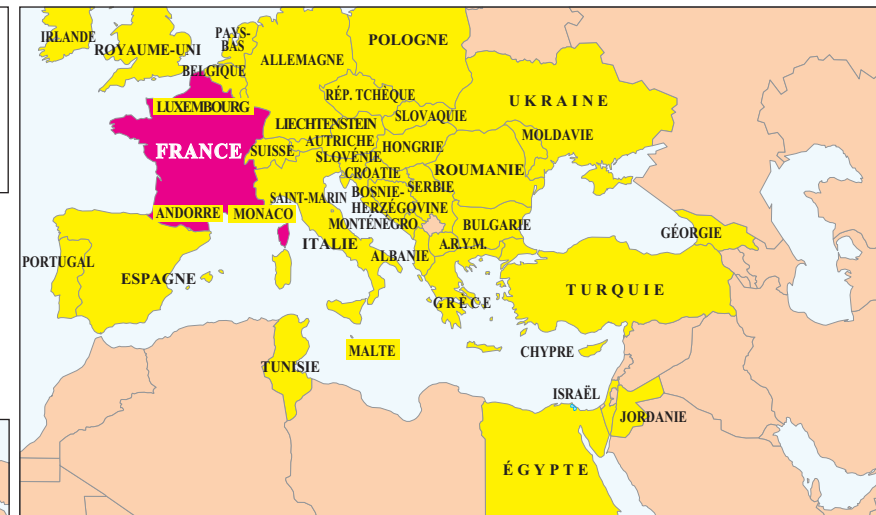 IRLANDE
ROYAUME-UNI
PAYS-
BAS
BELGIQUE
ALLEMAGNE
POLOGNE
LUXEMBOURG
RÉP. TCHÈQUE
SLOVAQUIE
UKRAINE
LIECHTENSTEIN
MOLDAVIE
FRANCE
SUISSE
AUTRICHE
SLOVÉNIE
HONGRIE
CROATIE
ROUMANIE
SAINT-MARIN
BOSNIE-
HERZÉGOVINE
SERBIE
ANDORRE
MONACO
MONTÉNÉGRO
BULGARIE
GÉORGIE
ITALIE
A.R.Y.M.
ALBANIE
PORTUGAL
ESPAGNE
TURQUIE
GRÈCE
MALTE
CHYPRE
TUNISIE
ISRAËL
JORDANIE
ÉGYPTE